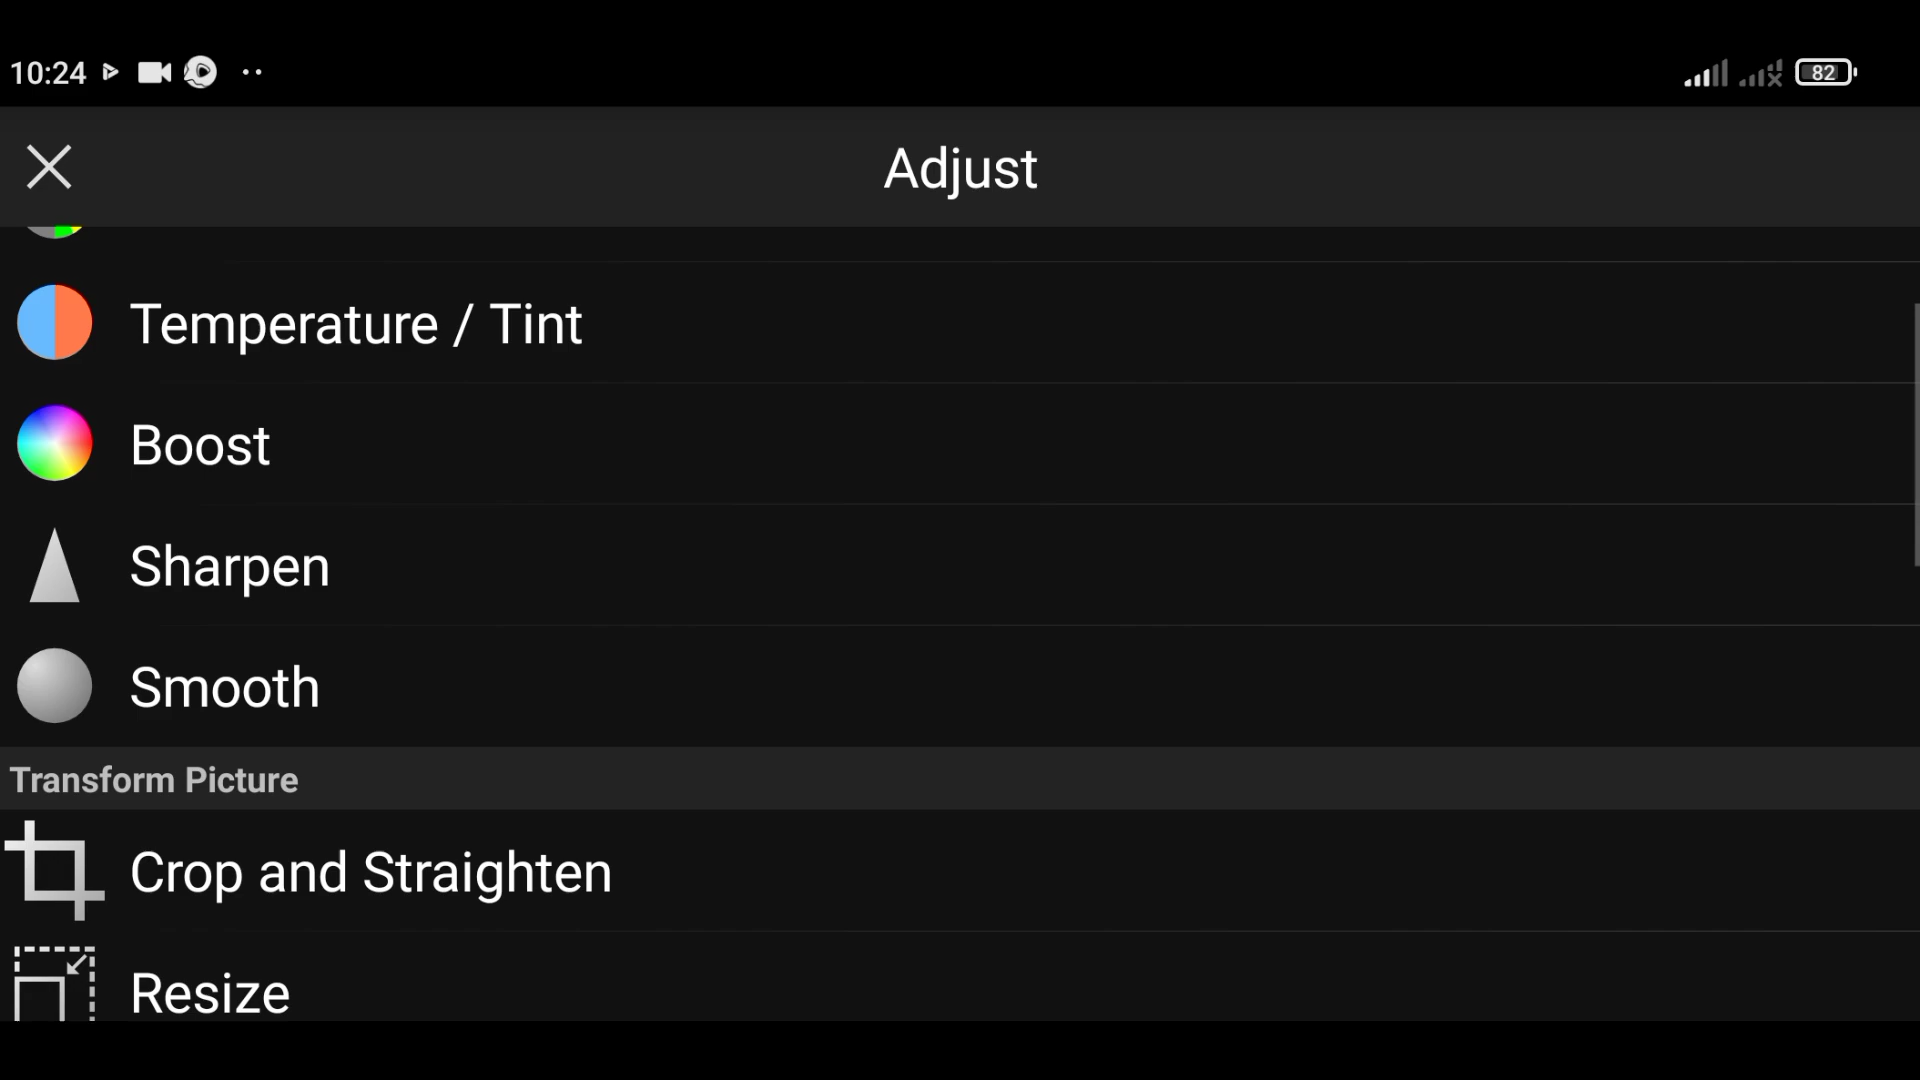 10:24
82
Adjust
Temperature / Tint
Boost
Sharpen
Smooth
Transform Picture
Crop and Straighten
Resize